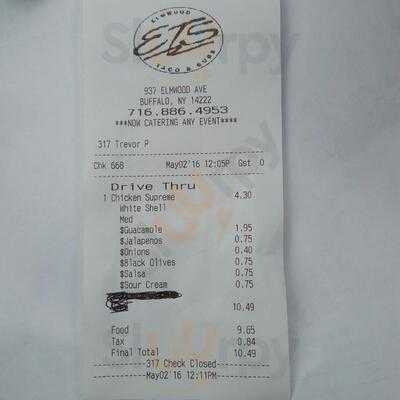 ELMWOOD
ETS
TACO & SUBS
937 ELMWOOD AVE
BUFFALO, NY 14222
716.886.4953
***NOW CATERING ANY EVENT****
317 Trevor P
Chk 668 May02'16 12:05P Gst 0
Drive Thru
1 Chicken Supreme 4.30
White Shell
Med
$Guacamole 1.95
$Jalapenos 0.75
$Onions 0.40
$Black Olives 0.75
$Salsa 0.75
$Sour Cream 0.75
10.49
Food 9.65
Tax 0.84
Final Total 10.49
-----317 Check Closed-----
-----May02'16 12:11PM-----